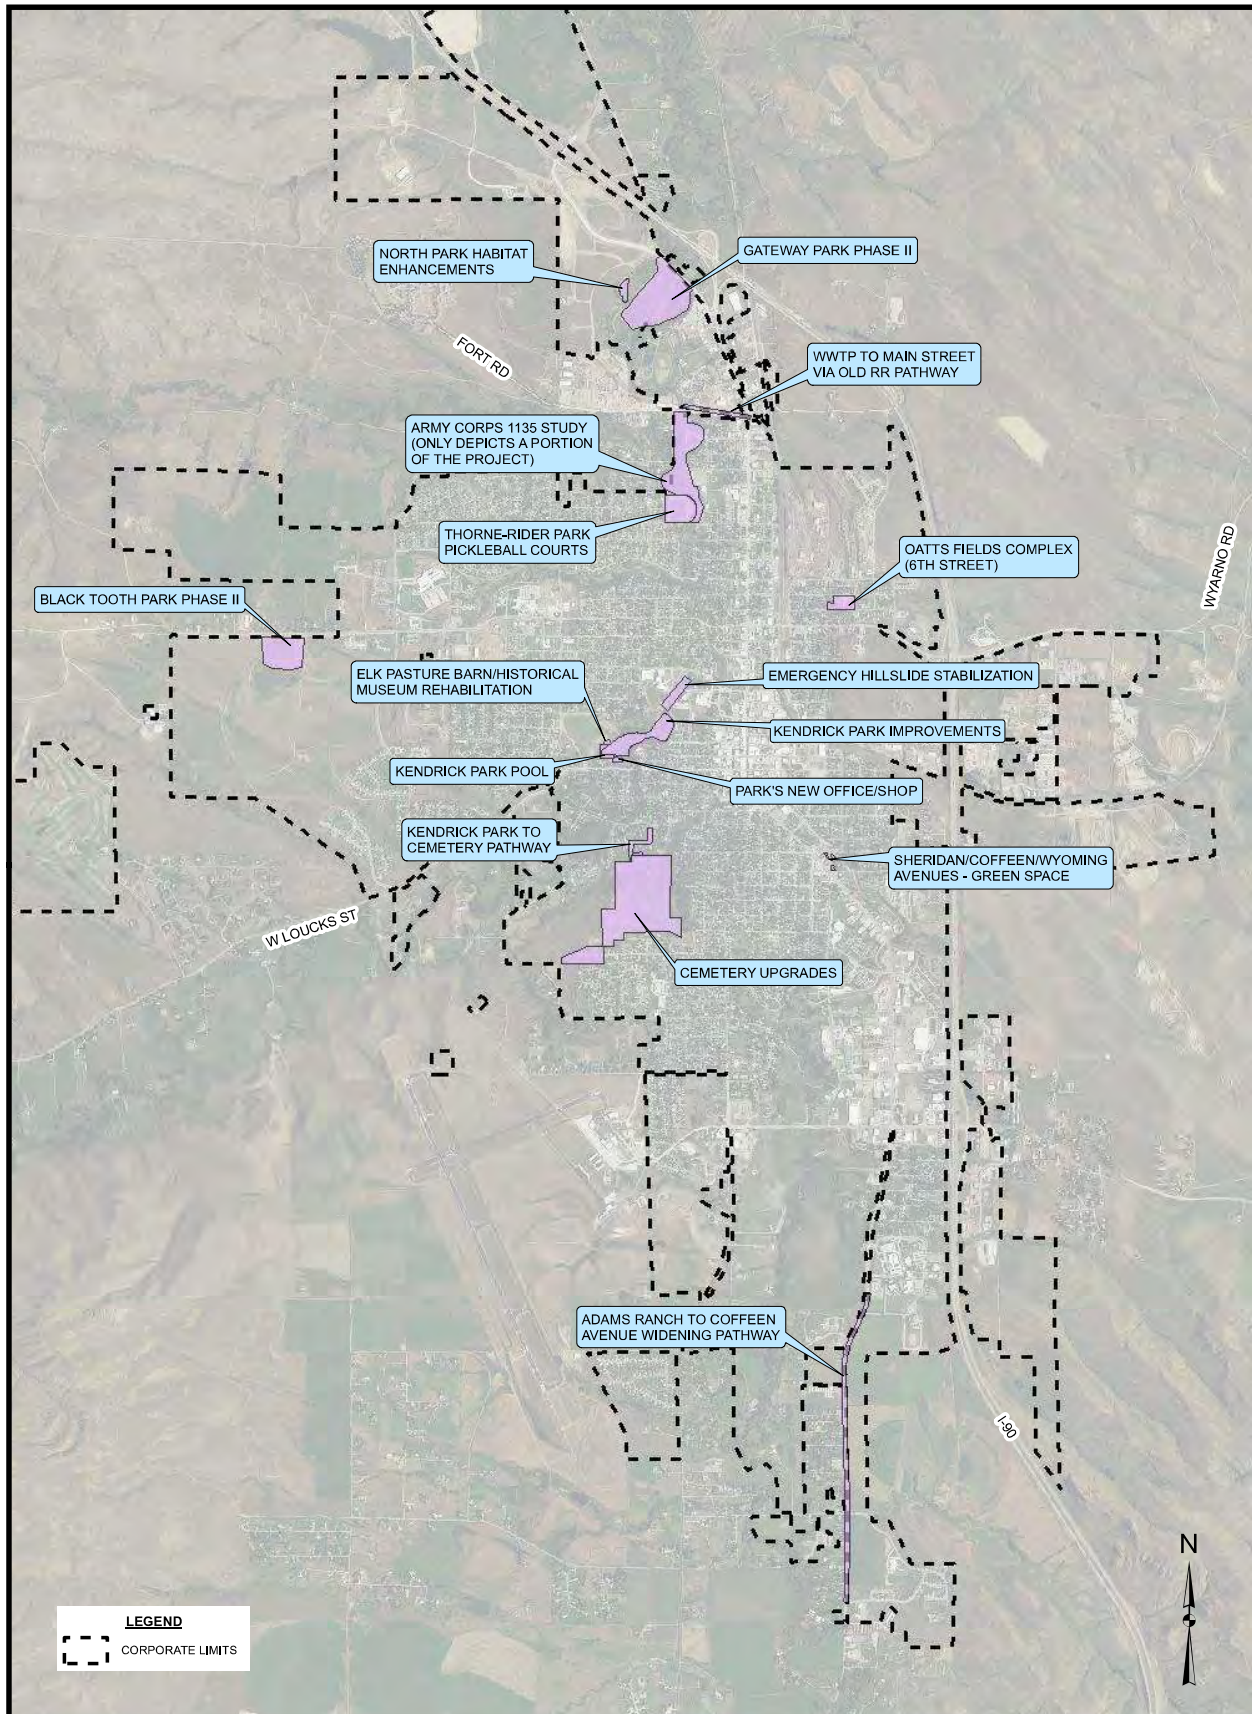 NORTH PARK HABITAT
ENHANCEMENTS
GATEWAY PARK PHASE II
FORT RD
WWTP TO MAIN STREET
VIA OLD RR PATHWAY
ARMY CORPS 1135 STUDY
(ONLY DEPICTS A PORTION
OF THE PROJECT)
THORNE-RIDER PARK
PICKLEBALL COURTS
OATTS FIELDS COMPLEX
(6TH STREET)
WYARNO RD
BLACK TOOTH PARK PHASE II
ELK PASTURE BARN/HISTORICAL
MUSEUM REHABILITATION
EMERGENCY HILLSLIDE STABILIZATION
KENDRICK PARK IMPROVEMENTS
KENDRICK PARK POOL
PARK'S NEW OFFICE/SHOP
KENDRICK PARK TO
CEMETERY PATHWAY
SHERIDAN/COFFEEN/WYOMING
AVENUES - GREEN SPACE
W LOUCKS ST
CEMETERY UPGRADES
ADAMS RANCH TO COFFEEN
AVENUE WIDENING PATHWAY
I-90
N
LEGEND
CORPORATE LIMITS